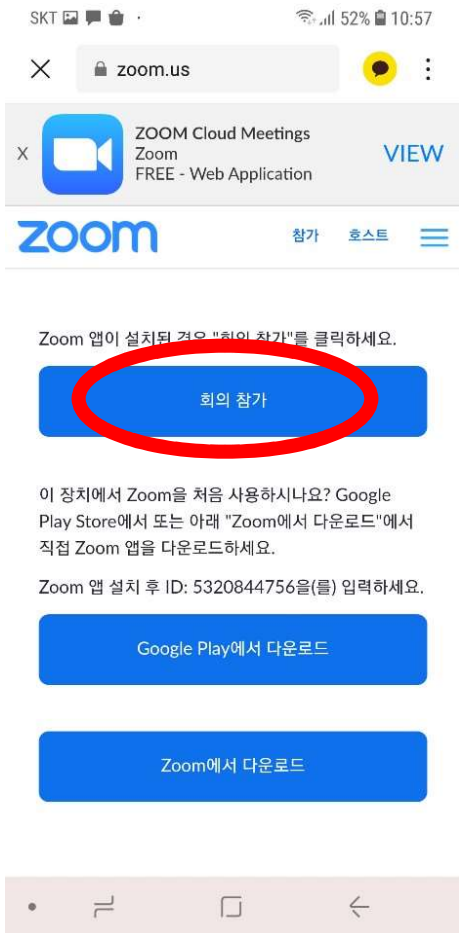 SKT 52% 10:57
zoom.us
ZOOM Cloud Meetings
X Zoom VIEW
FREE - Web Application
zoom 참가 호스트
Zoom 앱이 설치된 경우 "회의 참가"를 클릭하세요.
회의 참가
이 장치에서 Zoom을 처음 사용하시나요? Google
Play Store에서 또는 아래 "Zoom에서 다운로드"에서
직접 Zoom 앱을 다운로드하세요.
Zoom 앱 설치 후 ID: 5320844756을(를) 입력하세요.
Google Play에서 다운로드
Zoom에서 다운로드